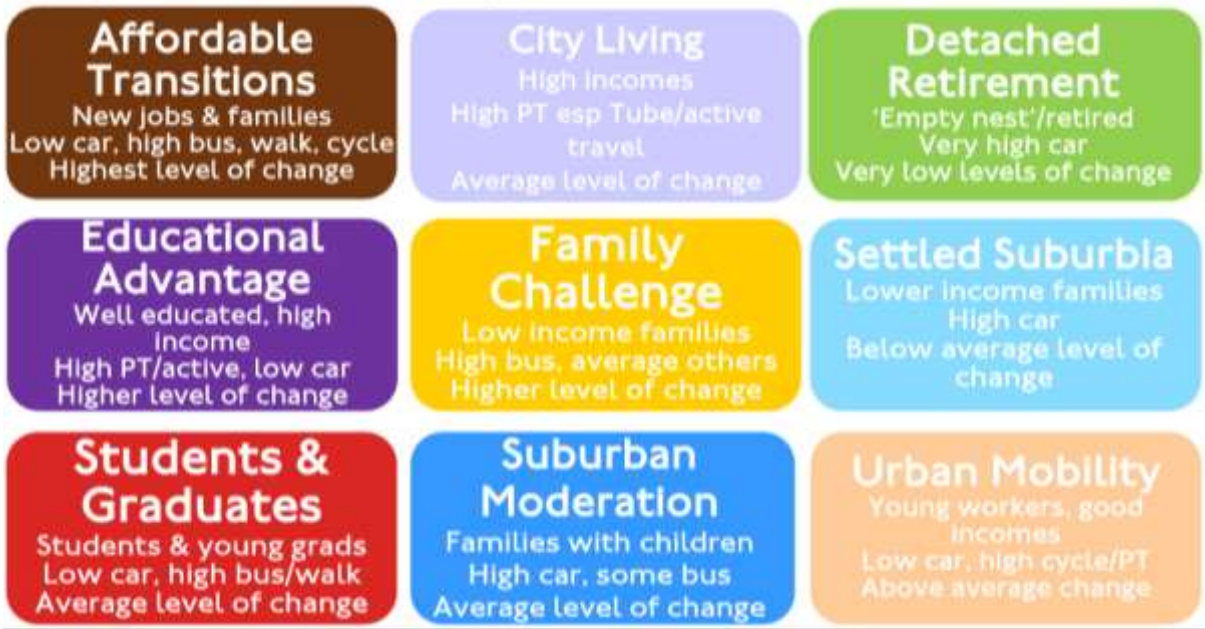 Affordable
Transitions
New jobs & families
Low car, high bus, walk, cycle
Highest level of change
City Living
High incomes
High PT esp Tube/active
travel
Average level of change
Detached
Retirement
'Empty nest'/retired
Very high car
Very low levels of change
Educational
Advantage
Well educated, high
income
High PT/active, low car
Higher level of change
Family
Challenge
Low income families
High bus, average others
Higher level of change
Settled Suburbia
Lower income families
High car
Below average level of
change
Students &
Graduates
Students & young grads
Low car, high bus/walk
Average level of change
Suburban
Moderation
Families with children
High car, some bus
Average level of change
Urban Mobility
Young workers, good
incomes
Low car, high cycle/PT
Above average change